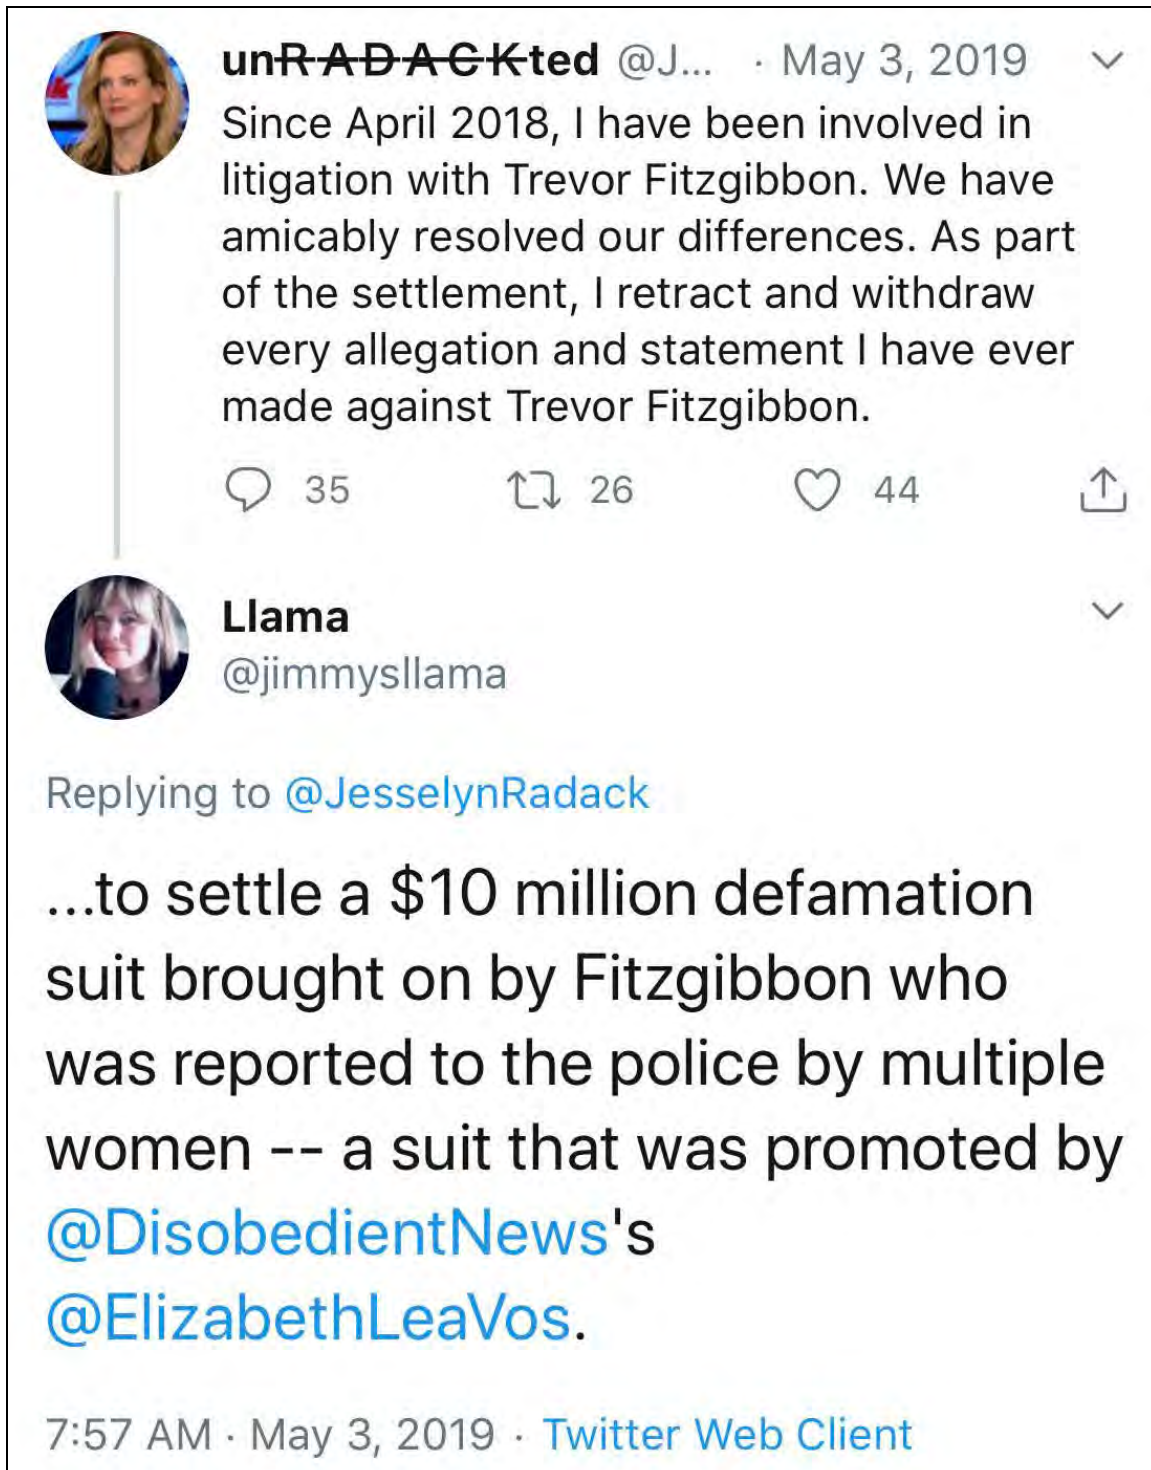 unRADACKted @J... · May 3, 2019
Since April 2018, I have been involved in
litigation with Trevor Fitzgibbon. We have
amicably resolved our differences. As part
of the settlement, I retract and withdraw
every allegation and statement I have ever
made against Trevor Fitzgibbon.
35 26 44
Llama
@jimmysllama
Replying to @JesselynRadack
...to settle a $10 million defamation
suit brought on by Fitzgibbon who
was reported to the police by multiple
women -- a suit that was promoted by
@DisobedientNews's
@ElizabethLeaVos.
7:57 AM · May 3, 2019 · Twitter Web Client